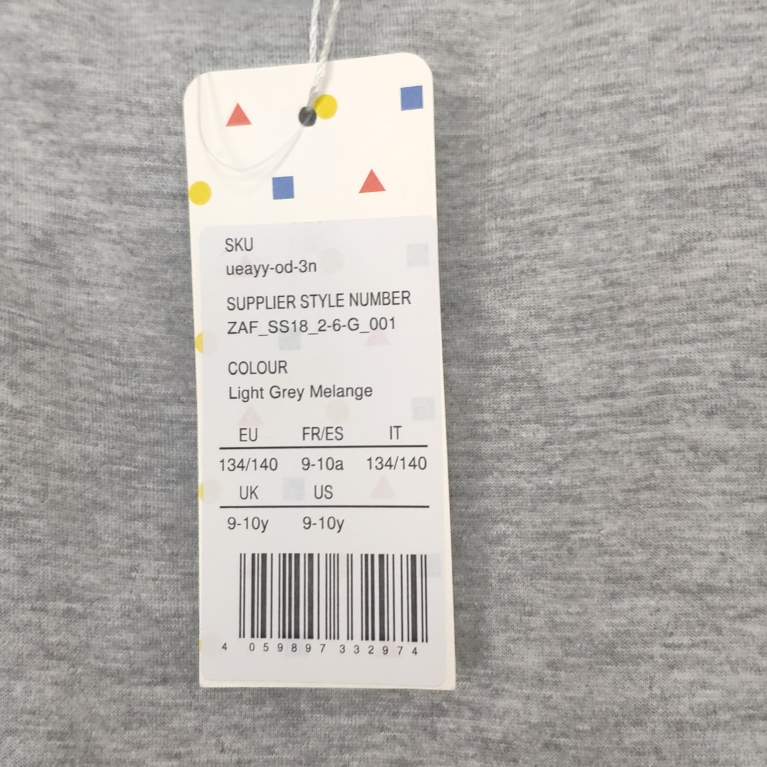 SKU
ueayy-od-3n
SUPPLIER STYLE NUMBER
ZAF_SS18_2-6-G_001
COLOUR
Light Grey Melange
EU FR/ES IT
134/140 9-10a 134/140
UK US
9-10y 9-10y
4 059897 332974